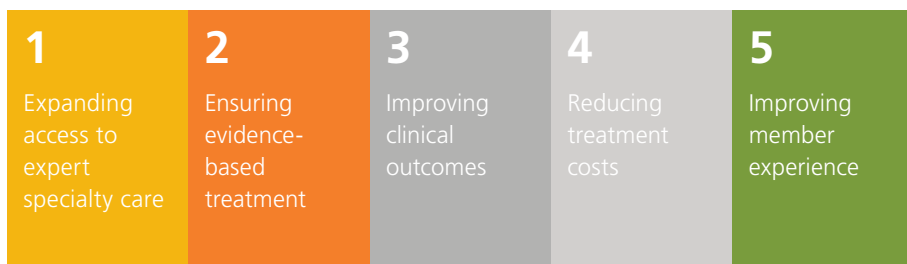 1
Expanding
access to
expert
specialty care
2
Ensuring
evidence-
based
treatment
3
Improving
clinical
outcomes
4
Reducing
treatment
costs
5
Improving
member
experience